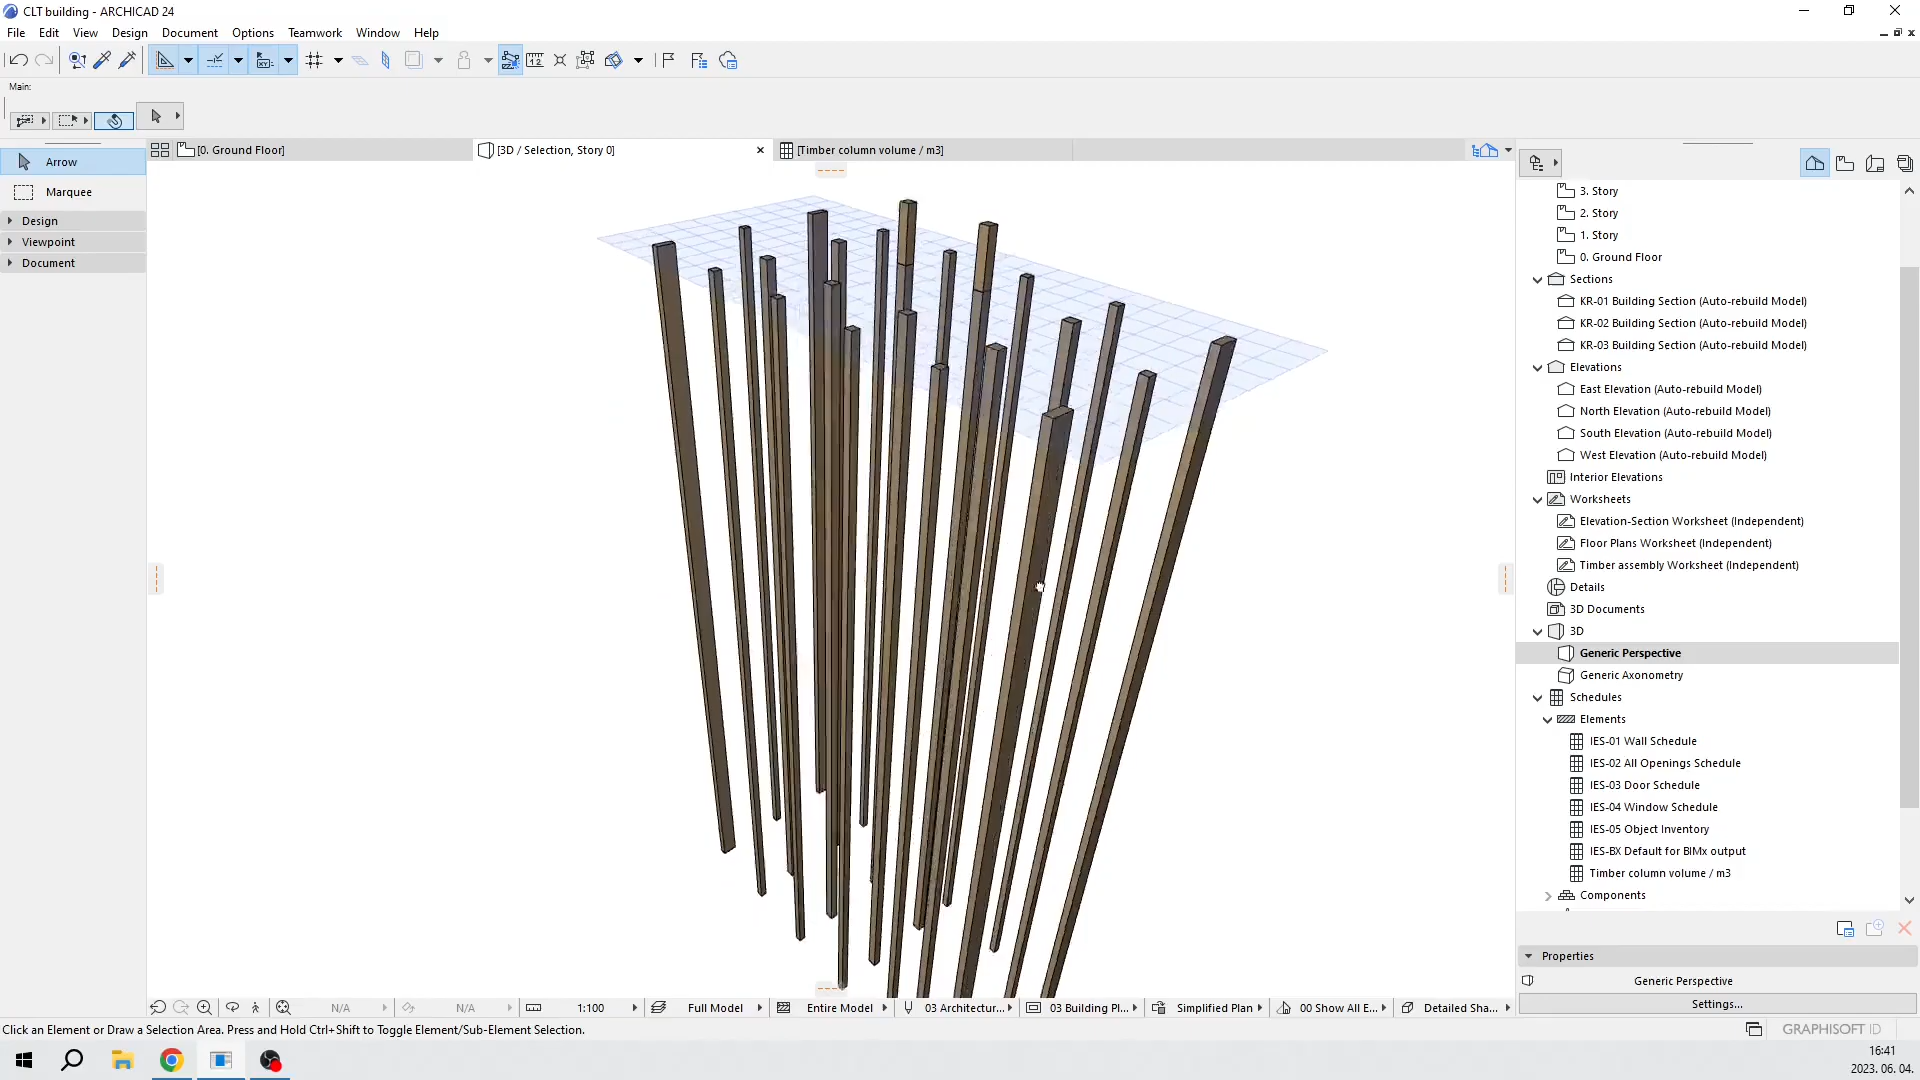 CLT building - ARCHICAD 24
File Edit View Design Document Options Teamwork Window Help
Main:
[0. Ground Floor]
[3D / Selection, Story 0]
[Timber column volume / m3]
Arrow
Marquee
Design
Viewpoint
Document
3. Story
2. Story
1. Story
0. Ground Floor
Sections
KR-01 Building Section (Auto-rebuild Model)
KR-02 Building Section (Auto-rebuild Model)
KR-03 Building Section (Auto-rebuild Model)
Elevations
East Elevation (Auto-rebuild Model)
North Elevation (Auto-rebuild Model)
South Elevation (Auto-rebuild Model)
West Elevation (Auto-rebuild Model)
Interior Elevations
Worksheets
Elevation-Section Worksheet (Independent)
Floor Plans Worksheet (Independent)
Timber assembly Worksheet (Independent)
Details
3D Documents
3D
Generic Perspective
Generic Axonometry
Schedules
Elements
IES-01 Wall Schedule
IES-02 All Openings Schedule
IES-03 Door Schedule
IES-04 Window Schedule
IES-05 Object Inventory
IES-BX Default for BIMx output
Timber column volume / m3
Components
Properties
Generic Perspective
Settings...
N/A N/A 1:100 Full Model Entire Model 03 Architectur... 03 Building Pl... Simplified Plan 00 Show All E... Detailed Sha...
Click an Element or Draw a Selection Area. Press and Hold Ctrl+Shift to Toggle Element/Sub-Element Selection.
GRAPHISOFT ID
16:41
2023. 06. 04.